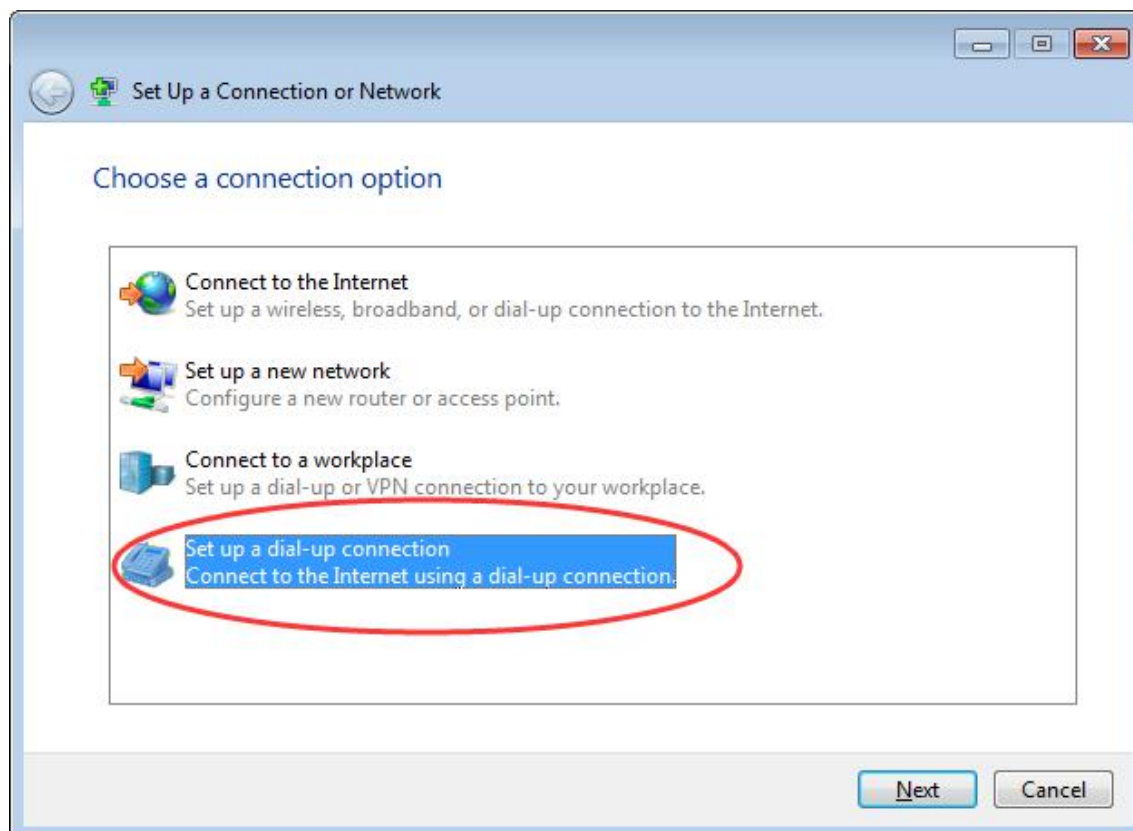 Set Up a Connection or Network
Choose a connection option
Connect to the Internet
Set up a wireless, broadband, or dial-up connection to the Internet.
Set up a new network
Configure a new router or access point.
Connect to a workplace
Set up a dial-up or VPN connection to your workplace.
Set up a dial-up connection
Connect to the Internet using a dial-up connection.
Next
Cancel